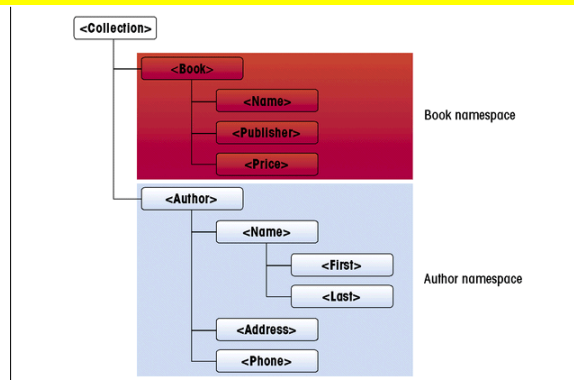 <Collection>
<Book>
<Name>
Book namespace
<Publisher>
<Price>
<Author>
<Name>
<First>
Author namespace
<Last>
<Address>
<Phone>